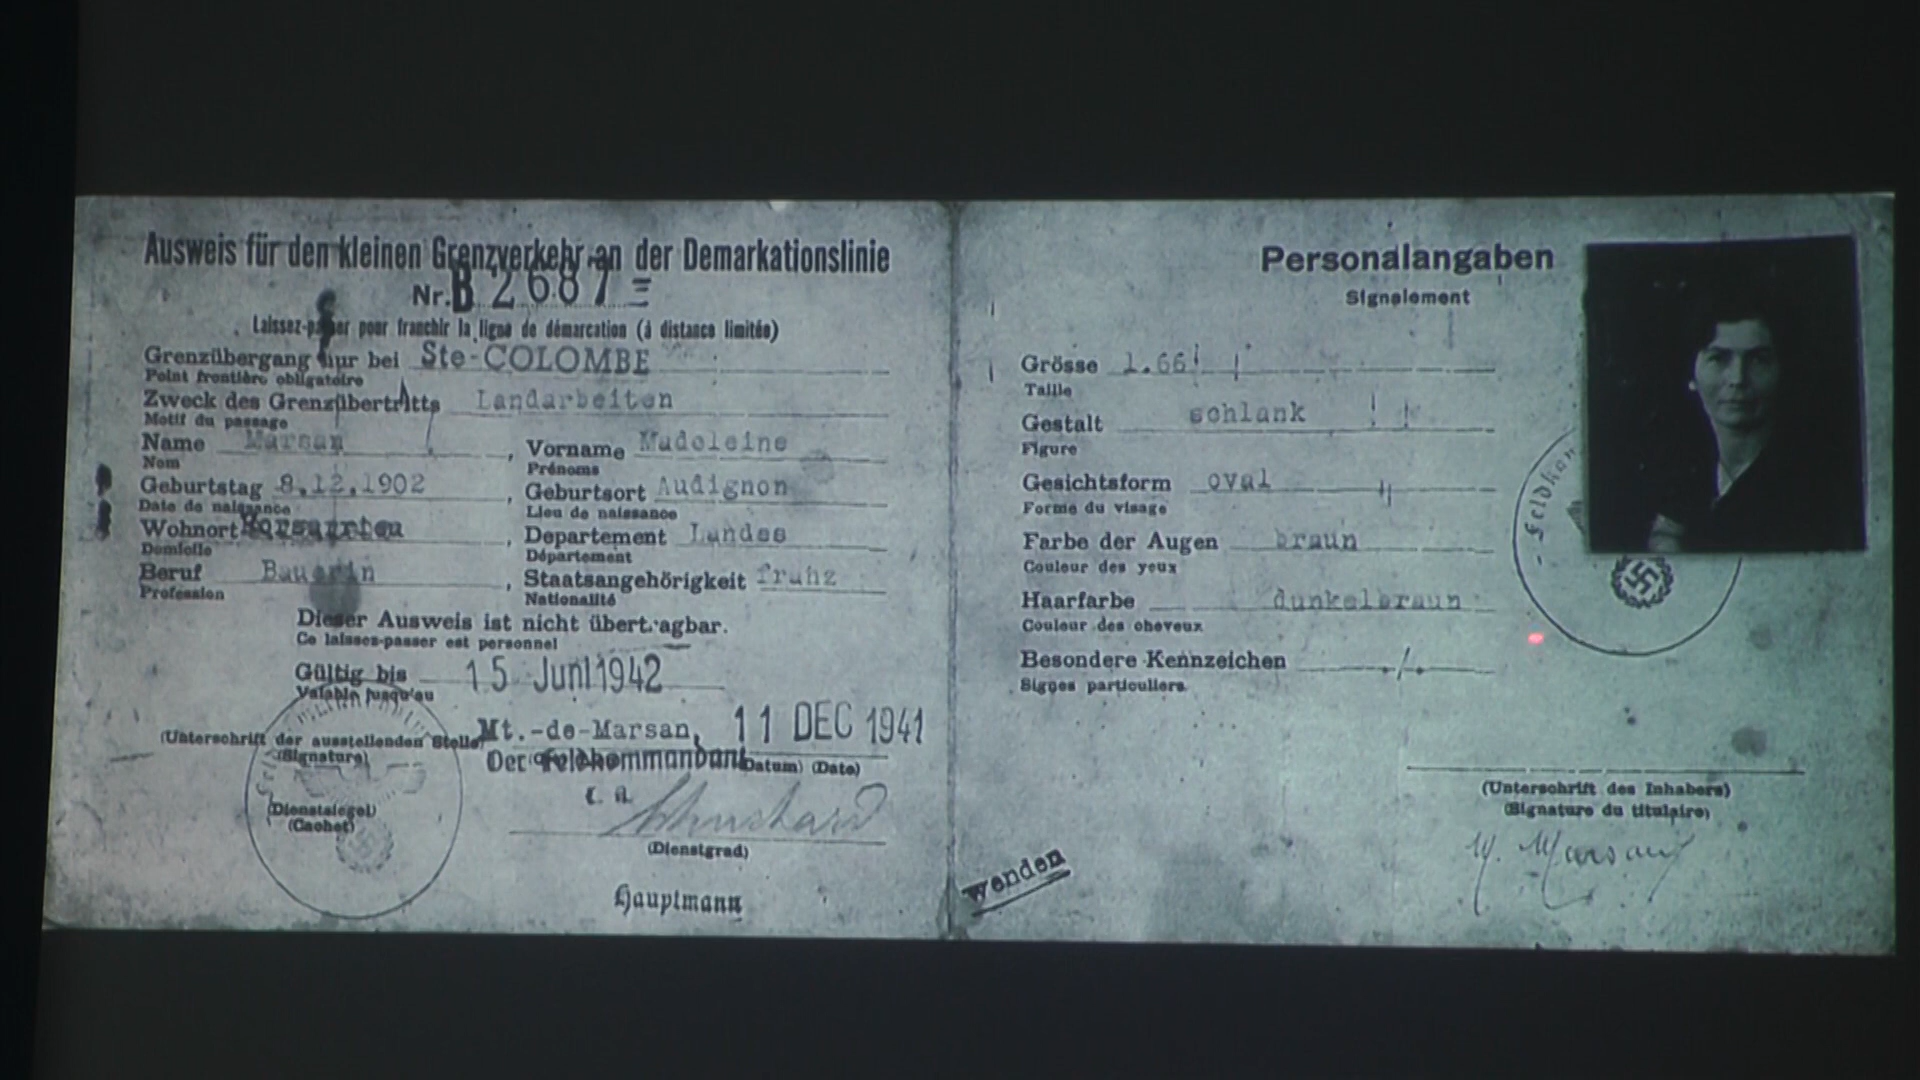 Ausweis für den kleinen Grenzverkehr an der Demarkationslinie
Nr. B 2687 =
Laissez-passer pour franchir la ligne de démarcation (à distance limitée)
Grenzübergang nur bei Ste-COLOMBE
Point frontière obligatoire
Zweck des Grenzübertritts Landarbeiten
Motif du passage
Name Marsan, Vorname Madeleine
Nom Prénoms
Geburtstag 8.12.1902, Geburtsort Audignon
Date de naissance Lieu de naissance
Wohnort , Departement Landes
Domicile Département
Beruf Bauerin, Staatsangehörigkeit franz
Profession Nationalité
Dieser Ausweis ist nicht übertragbar.
Ce laisses-passer est personnel
Gültig bis 15 Juni 1942
Valable jusqu'au
(Unterschrift der ausstellenden Stelle) Mt.-de-Marsan, 11 DEC 1941
(Signature) Der Feldkommandant (Datum) (Date)
(Dienstsiegel)
(Cachet)
(Dienstgrad)
Hauptmann
Personalangaben
Signalement
Grösse 1.66
Taille
Gestalt schlank
Figure
Gesichtsform oval
Forme du visage
Farbe der Augen braun
Couleur des yeux
Haarfarbe dunkelbraun
Couleur des cheveux
Besondere Kennzeichen ./.
Signes particuliers
(Unterschrift des Inhabers)
(Signature du titulaire)
M. Marsan
wenden